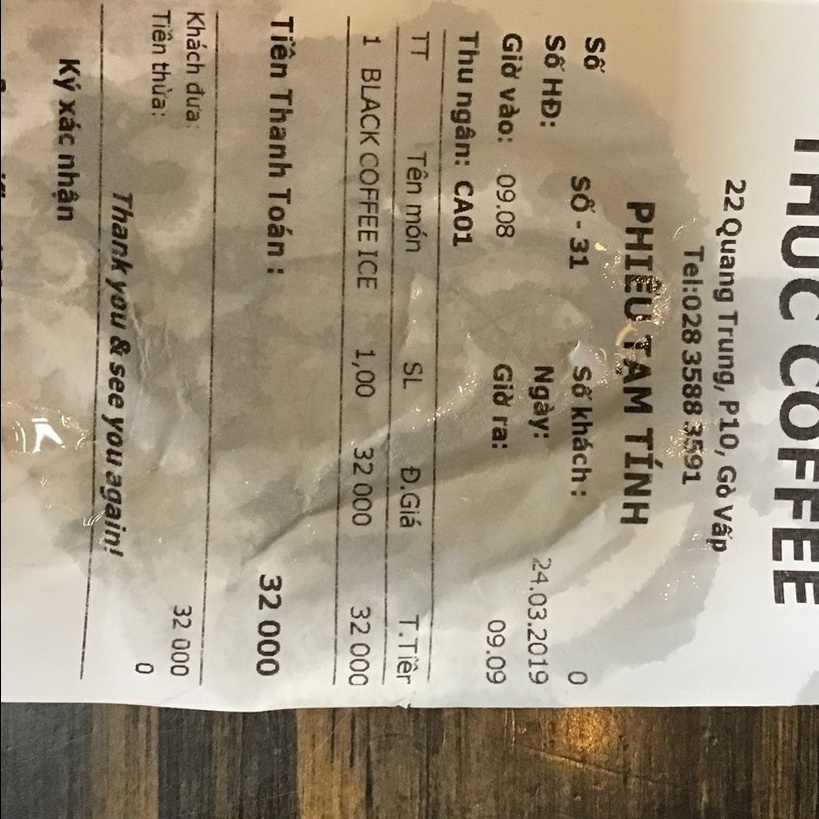 THUC COFFEE
22 Quang Trung, P10, Gò Vấp
Tel:028 3588 3591
PHIẾU TẠM TÍNH
Số SỐ - 31 Số khách : 0
Số HĐ: Ngày: 24.03.2019
Giờ vào: 09.08 Giờ ra: 09.09
Thu ngân: CA01
TT Tên món SL Đ.Giá T.Tiền
1 BLACK COFFEE ICE 1,00 32 000 32 000
Tiền Thanh Toán : 32 000
Khách đưa: 32 000
Tiền thừa: 0
Thank you & see you again!
Ký xác nhận